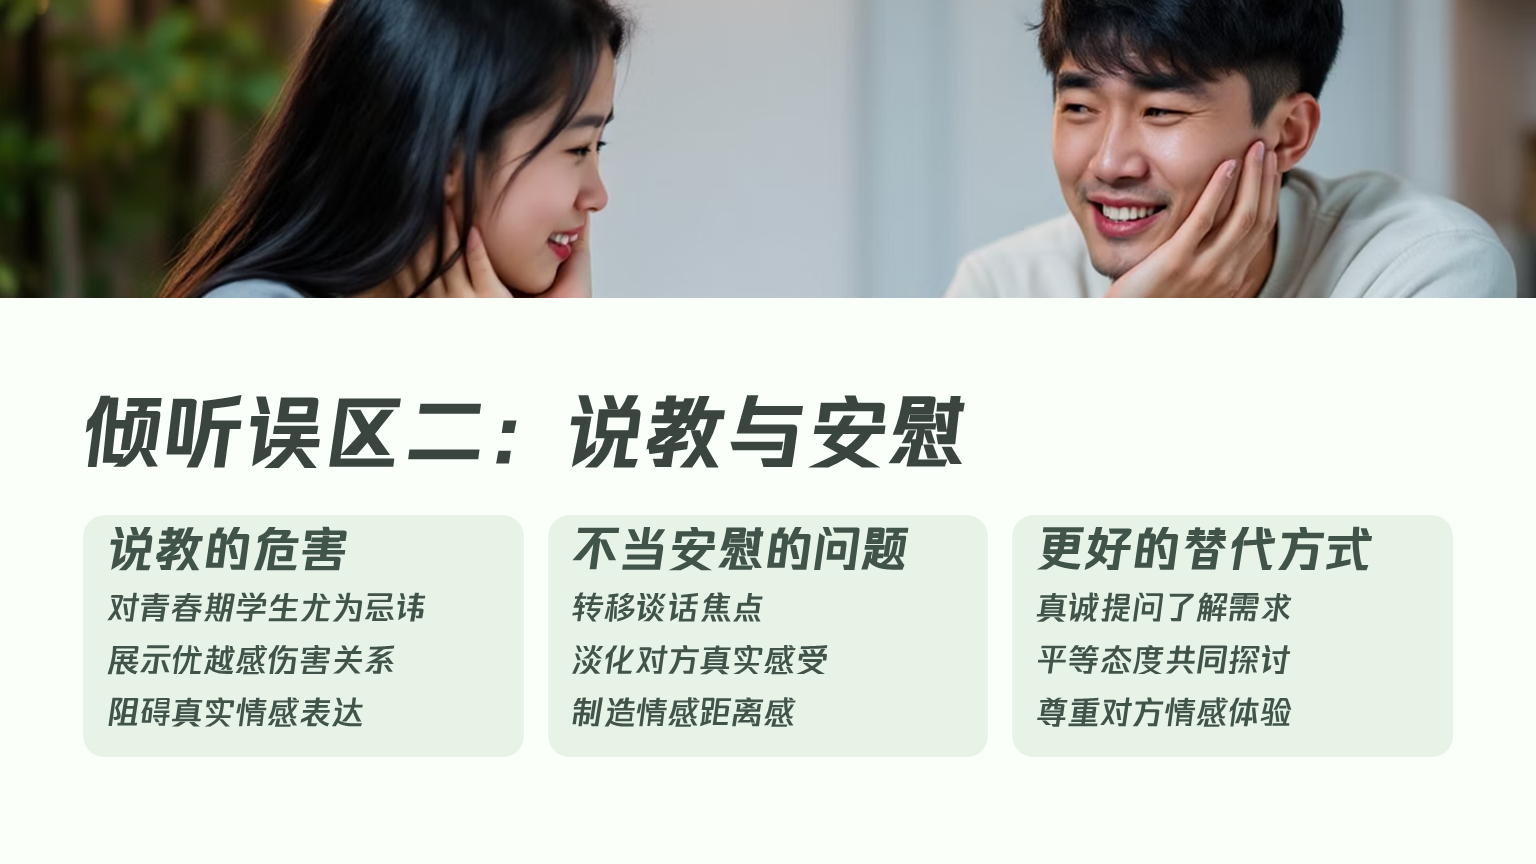 倾听误区二：说教与安慰
说教的危害
对青春期学生尤为忌讳
展示优越感伤害关系
阻碍真实情感表达
不当安慰的问题
转移谈话焦点
淡化对方真实感受
制造情感距离感
更好的替代方式
真诚提问了解需求
平等态度共同探讨
尊重对方情感体验